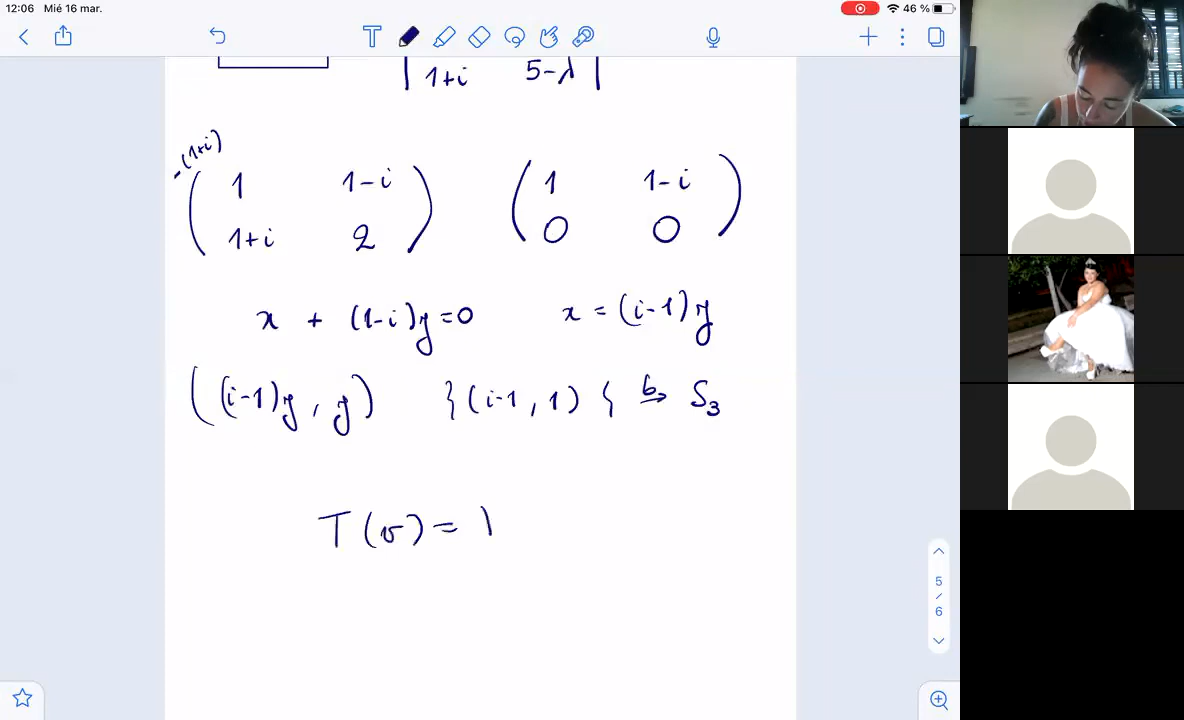 12:06 Mié 16 mar. 46 %
1+i 5-λ
-(1+i)
( 1 1-i ) ( 1 1-i )
( 1+i 2 ) ( 0 0 )
x + (1-i)y=0 x = (i-1)y
((i-1)y, y) {(i-1, 1)} b→ S3
T(v) =
5
/
6